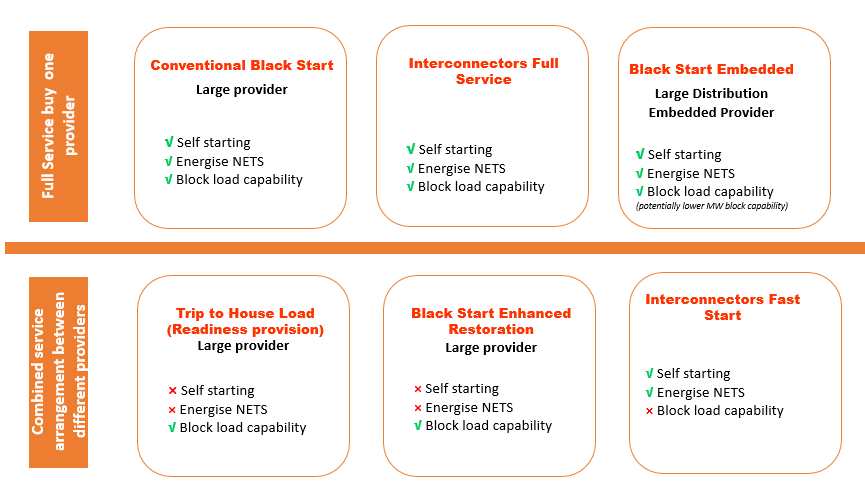 Full Service buy one
provider
Conventional Black Start
Large provider
√ Self starting
√ Energise NETS
√ Block load capability
Interconnectors Full
Service
√ Self starting
√ Energise NETS
√ Block load capability
Black Start Embedded
Large Distribution
Embedded Provider
√ Self starting
√ Energise NETS
√ Block load capability
(potentially lower MW block capability)
Combined service
arrangement between
different providers
Trip to House Load
(Readiness provision)
Large provider
× Self starting
× Energise NETS
√ Block load capability
Black Start Enhanced
Restoration
Large provider
× Self starting
× Energise NETS
√ Block load capability
Interconnectors Fast
Start
√ Self starting
√ Energise NETS
× Block load capability